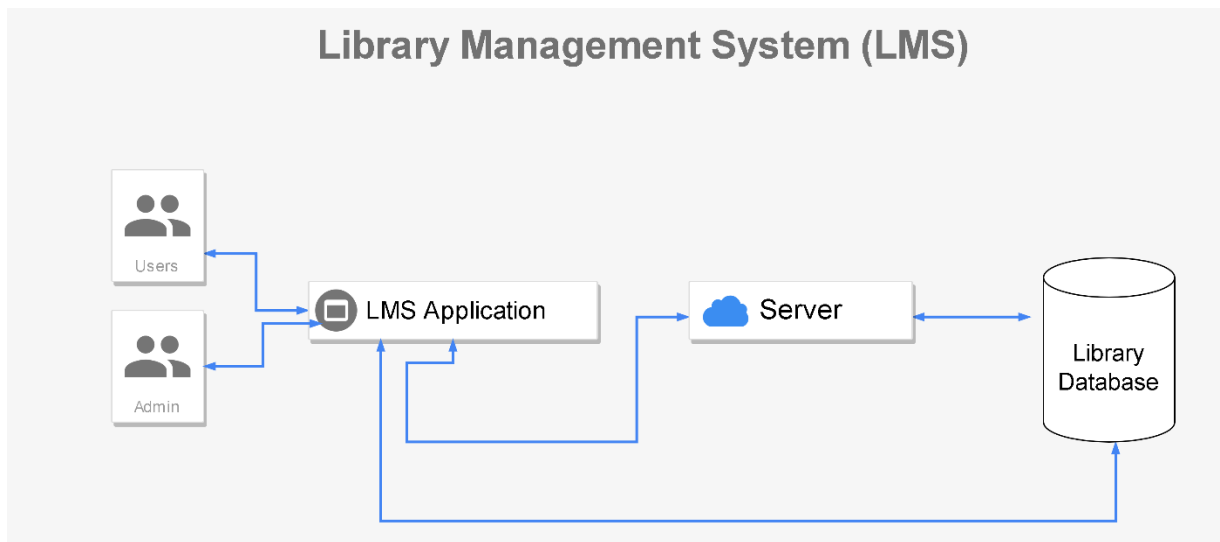 Library Management System (LMS)
Users
Admin
LMS Application
Server
Library
Database